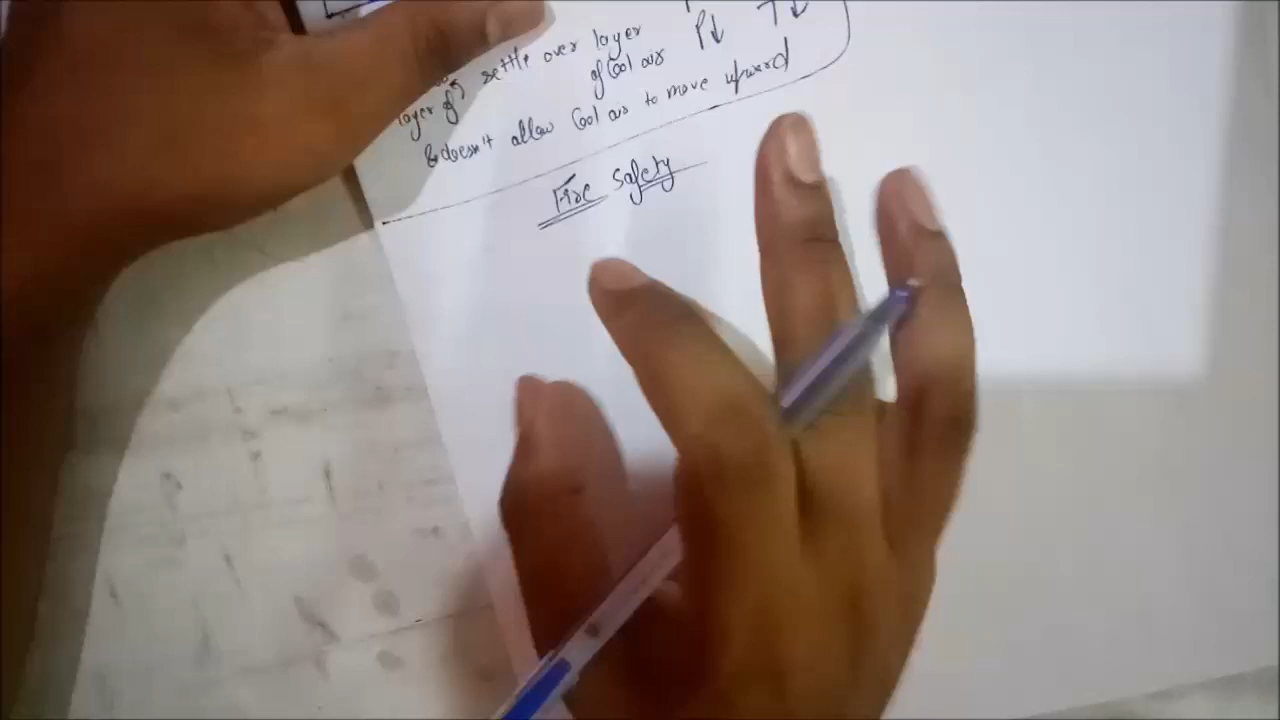 settle over layer P↓ T↓
layer of of Cool air
& doesn't allow Cool air to move upward
Fire Safety